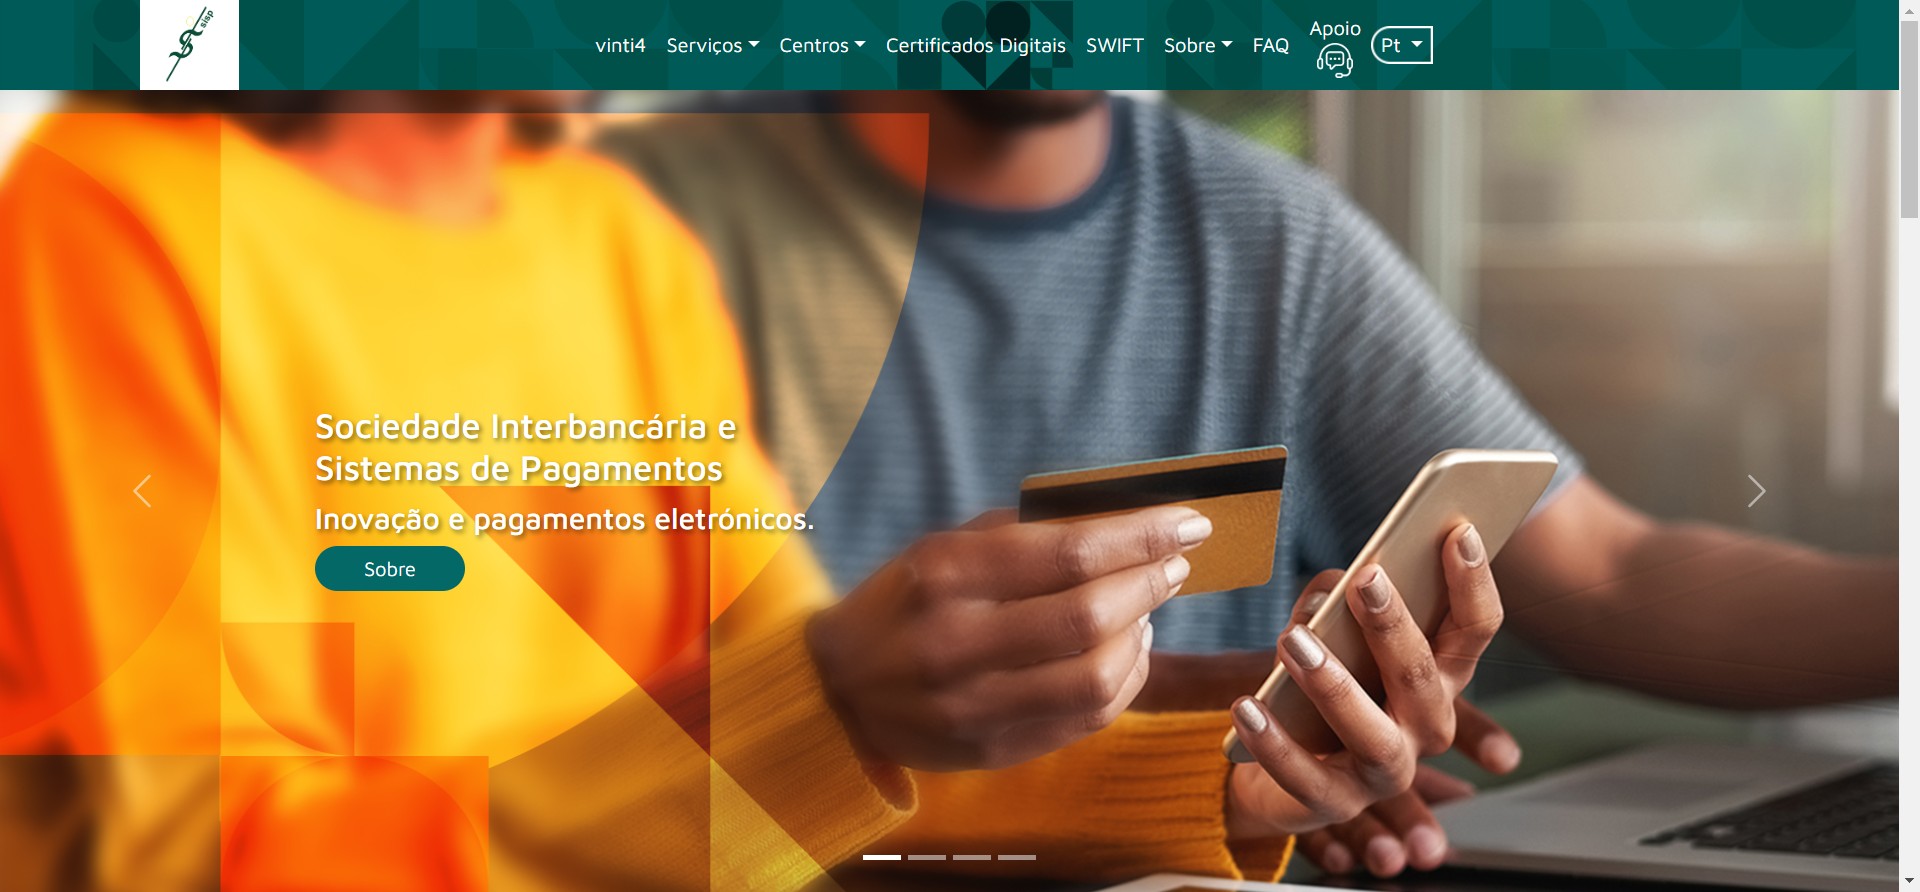 sisp
vinti4
Serviços
Centros
Certificados Digitais
SWIFT
Sobre
FAQ
Apoio
Pt
Sociedade Interbancária e
Sistemas de Pagamentos
Inovação e pagamentos eletrónicos.
Sobre